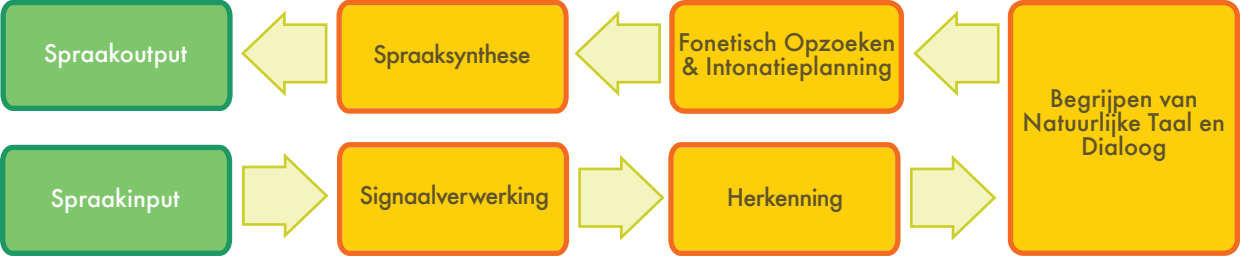 Spraakoutput
Spraaksynthese
Fonetisch Opzoeken
& Intonatieplanning
Begrijpen van
Natuurlijke Taal en
Dialoog
Spraakinput
Signaalverwerking
Herkenning